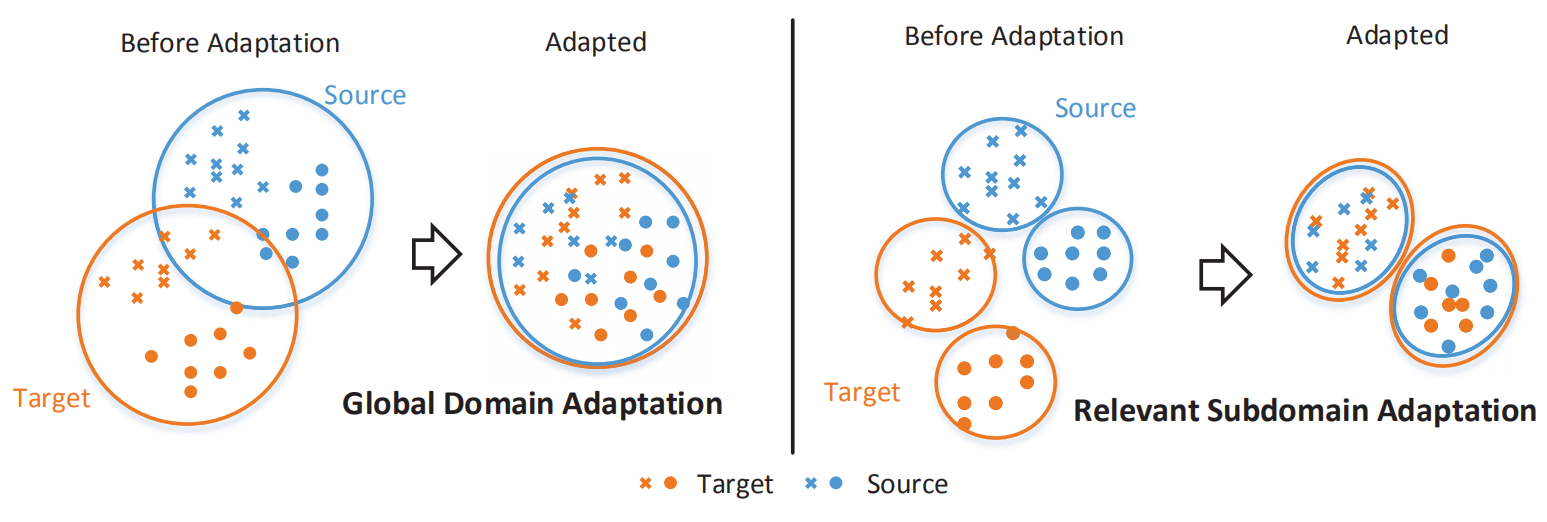 Before Adaptation
Adapted
Source
Target
Global Domain Adaptation
Before Adaptation
Adapted
Source
Target
Relevant Subdomain Adaptation
Target
Source